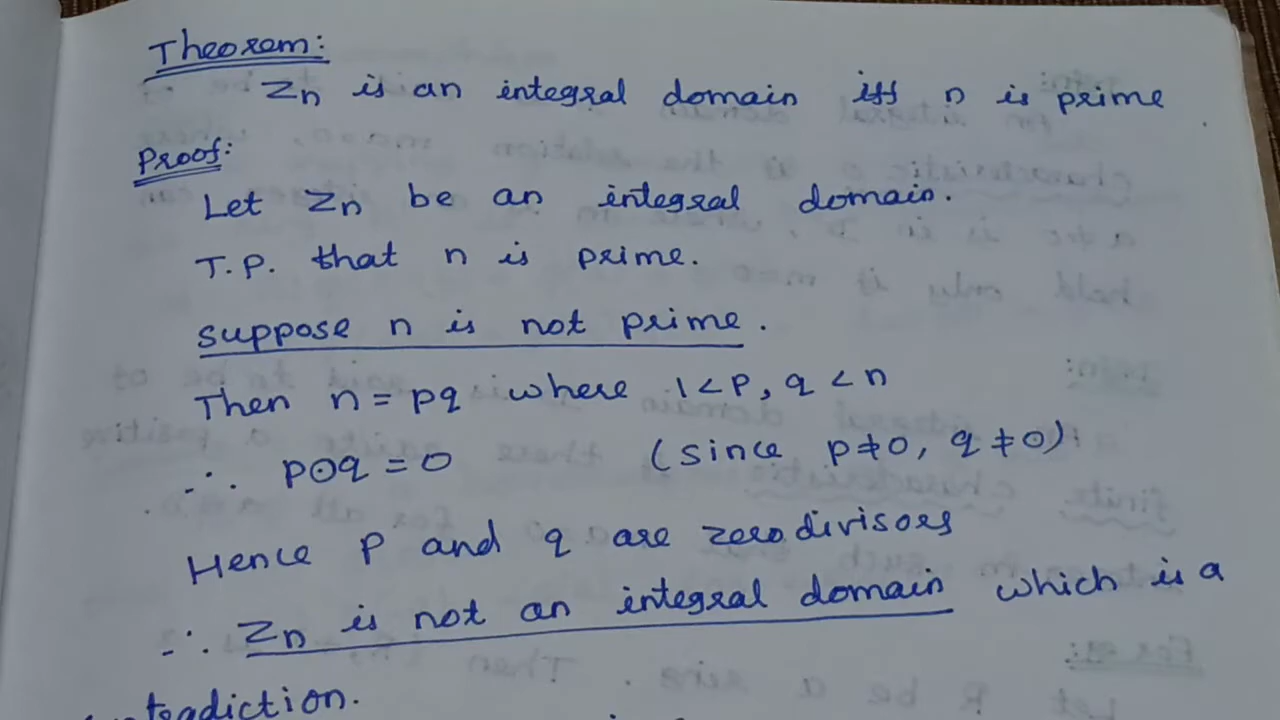 Theorem:
Zn is an integral domain iff n is prime
Proof:
Let Zn be an integral domain.
T.P. that n is prime.
suppose n is not prime.
Then n = pq where 1 < p, q < n
∴ p⊙q = 0 (since p ≠ 0, q ≠ 0)
Hence p and q are zero divisors
∴ Zn is not an integral domain which is a